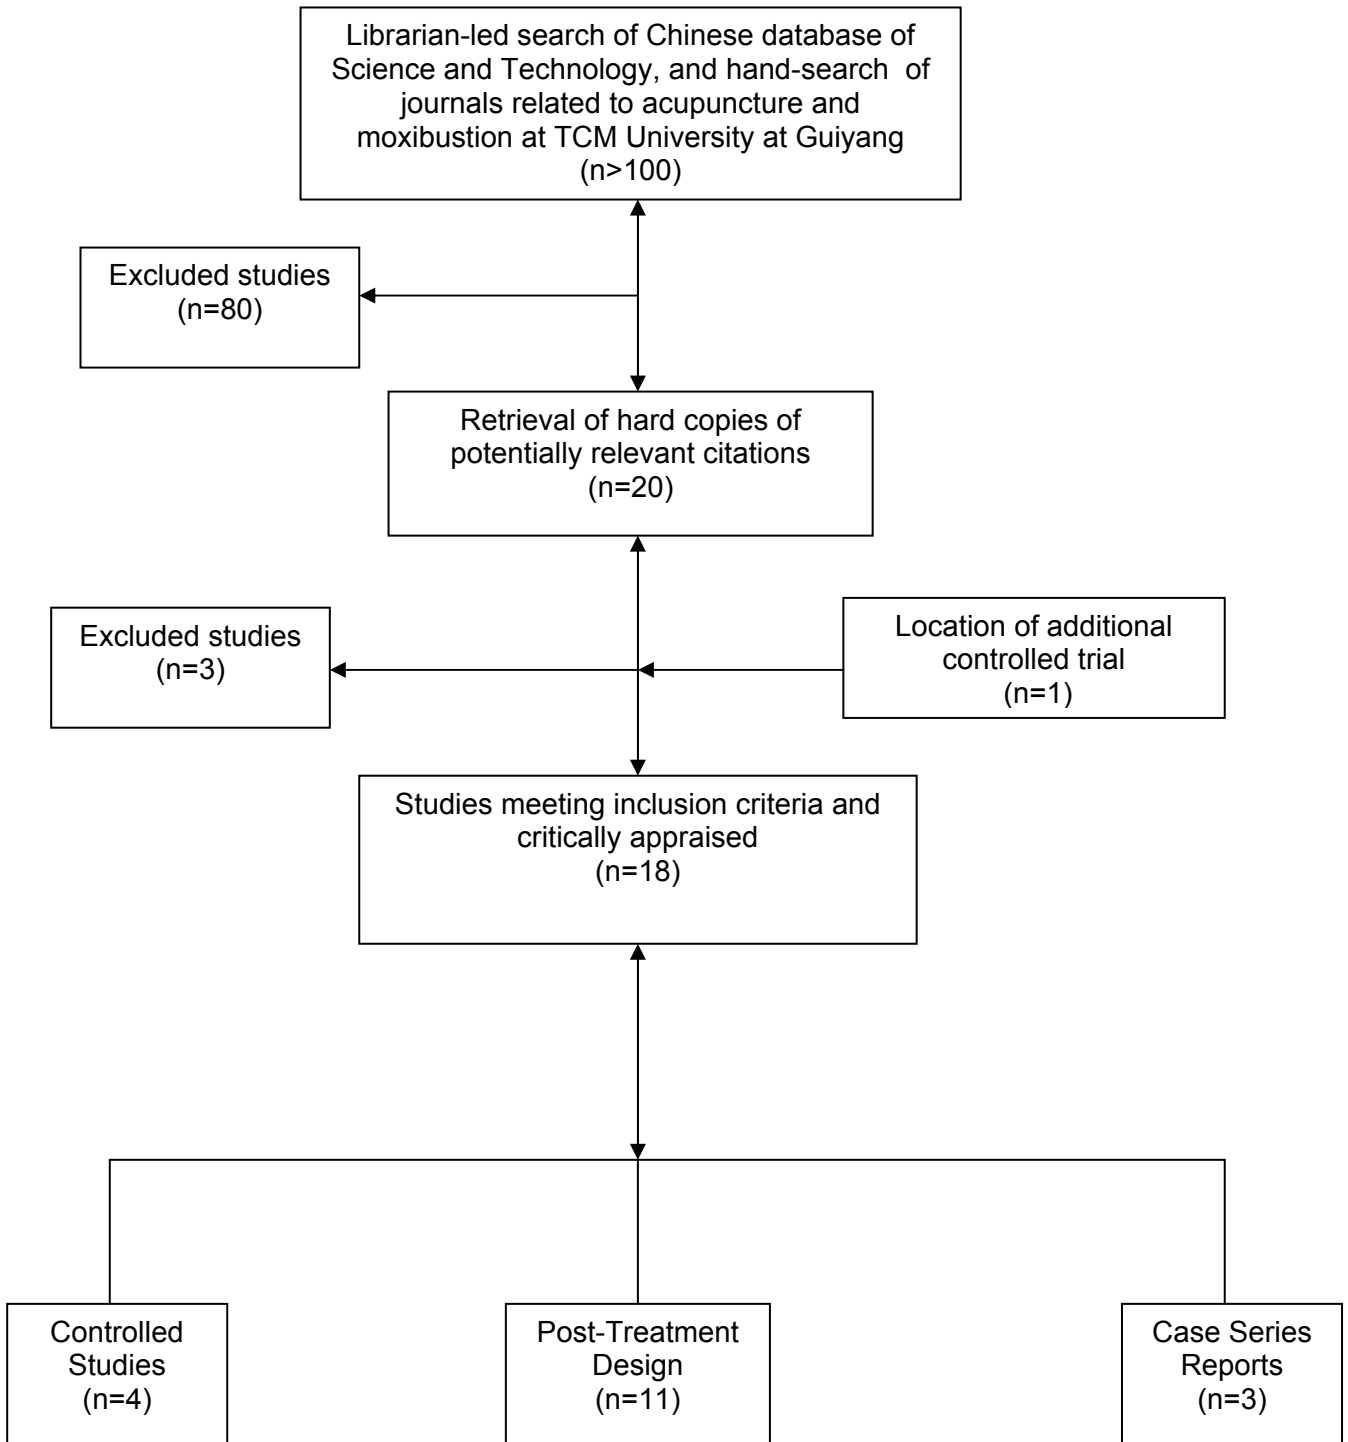 Librarian-led search of Chinese database of
Science and Technology, and hand-search of
journals related to acupuncture and
moxibustion at TCM University at Guiyang
(n>100)
Excluded studies
(n=80)
Retrieval of hard copies of
potentially relevant citations
(n=20)
Excluded studies
(n=3)
Location of additional
controlled trial
(n=1)
Studies meeting inclusion criteria and
critically appraised
(n=18)
Controlled
Studies
(n=4)
Post-Treatment
Design
(n=11)
Case Series
Reports
(n=3)